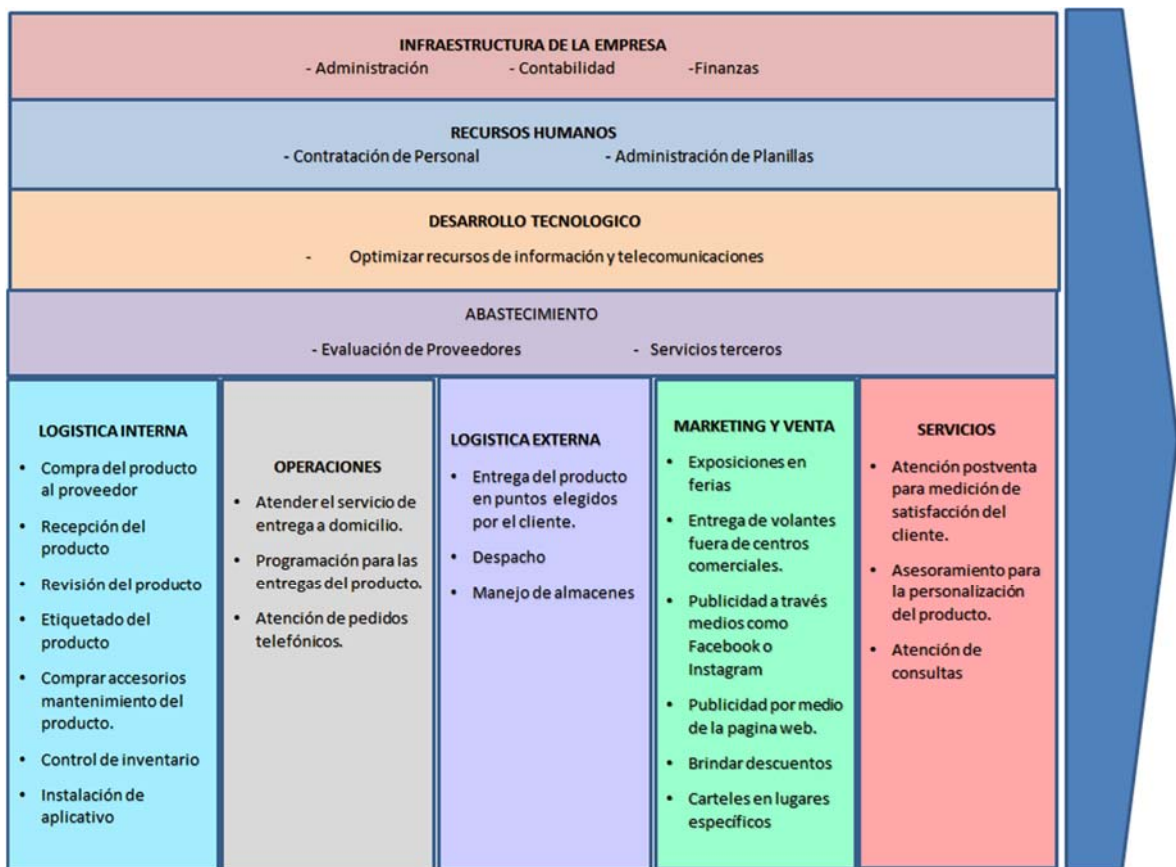 INFRAESTRUCTURA DE LA EMPRESA
- Administración - Contabilidad -Finanzas
RECURSOS HUMANOS
- Contratación de Personal - Administración de Planillas
DESARROLLO TECNOLOGICO
- Optimizar recursos de información y telecomunicaciones
ABASTECIMIENTO
- Evaluación de Proveedores - Servicios terceros
LOGISTICA INTERNA
• Compra del producto
al proveedor
• Recepción del
producto
• Revisión del producto
• Etiquetado del
producto
• Comprar accesorios
mantenimiento del
producto.
• Control de inventario
• Instalación de
aplicativo
OPERACIONES
• Atender el servicio de
entrega a domicilio.
• Programación para las
entregas del producto.
• Atención de pedidos
telefónicos.
LOGISTICA EXTERNA
• Entrega del producto
en puntos elegidos
por el cliente.
• Despacho
• Manejo de almacenes
MARKETING Y VENTA
• Exposiciones en
ferias
• Entrega de volantes
fuera de centros
comerciales.
• Publicidad a través
medios como
Facebook o
Instagram
• Publicidad por medio
de la pagina web.
• Brindar descuentos
• Carteles en lugares
específicos
SERVICIOS
• Atención postventa
para medición de
satisfacción del
cliente.
• Asesoramiento para
la personalización
del producto.
• Atención de
consultas